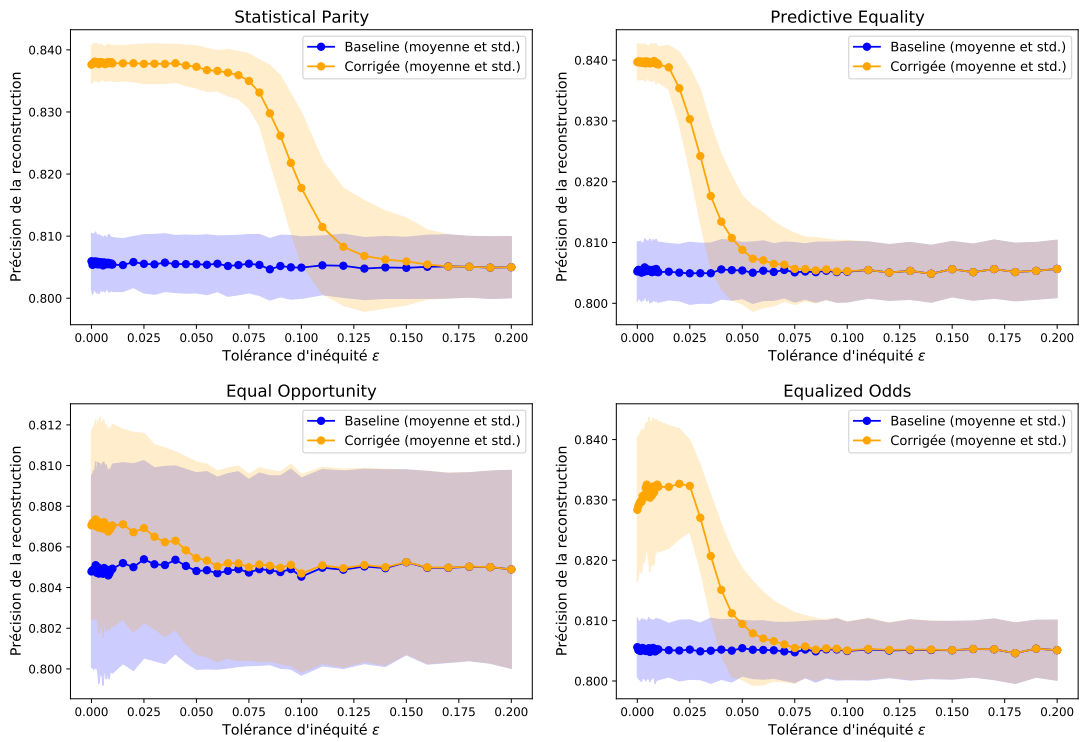 Statistical Parity
Précision de la reconstruction
0.840
0.830
0.820
0.810
0.800
Baseline (moyenne et std.)
Corrigée (moyenne et std.)
0.000 0.025 0.050 0.075 0.100 0.125 0.150 0.175 0.200
Tolérance d'inéquité ε
Predictive Equality
Précision de la reconstruction
0.840
0.830
0.820
0.810
0.800
Baseline (moyenne et std.)
Corrigée (moyenne et std.)
0.000 0.025 0.050 0.075 0.100 0.125 0.150 0.175 0.200
Tolérance d'inéquité ε
Equal Opportunity
Précision de la reconstruction
0.812
0.810
0.808
0.806
0.804
0.802
0.800
Baseline (moyenne et std.)
Corrigée (moyenne et std.)
0.000 0.025 0.050 0.075 0.100 0.125 0.150 0.175 0.200
Tolérance d'inéquité ε
Equalized Odds
Précision de la reconstruction
0.840
0.830
0.820
0.810
0.800
Baseline (moyenne et std.)
Corrigée (moyenne et std.)
0.000 0.025 0.050 0.075 0.100 0.125 0.150 0.175 0.200
Tolérance d'inéquité ε